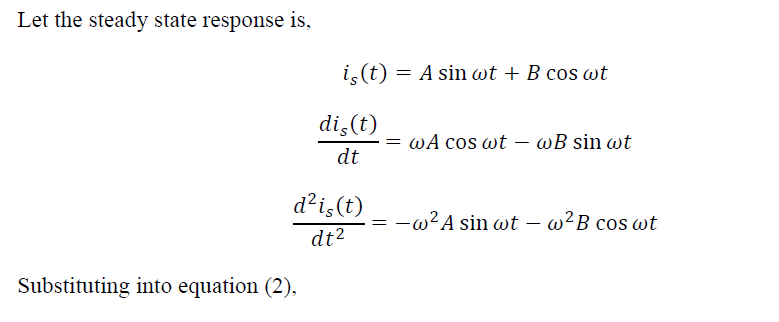 Let the steady state response is,
i_s(t) = A sin ωt + B cos ωt
di_s(t)/dt = ωA cos ωt − ωB sin ωt
d²i_s(t)/dt² = −ω²A sin ωt − ω²B cos ωt
Substituting into equation (2),